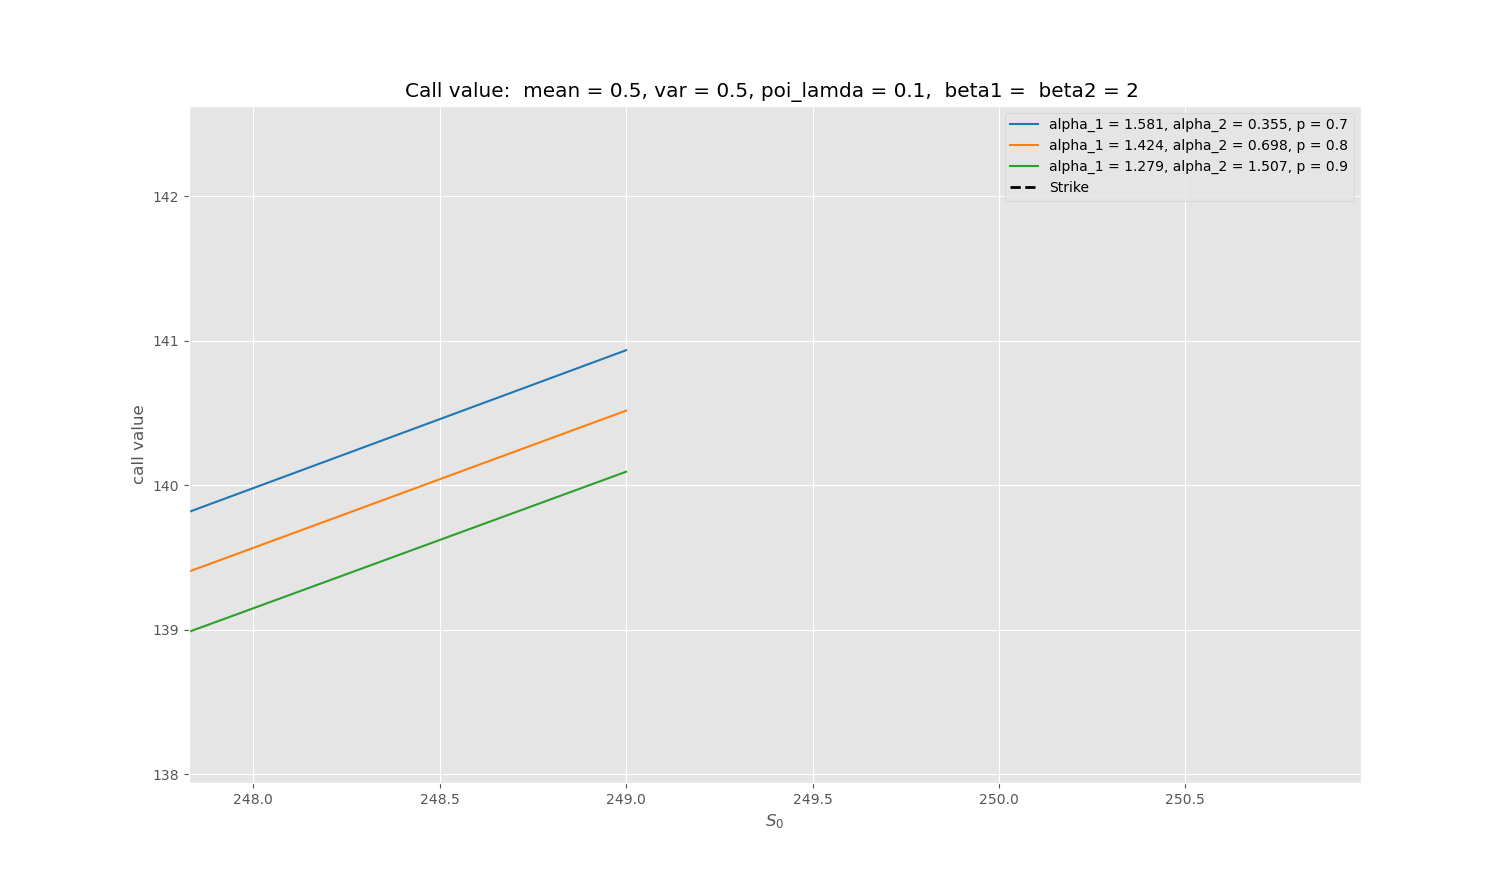 Call value:  mean = 0.5, var = 0.5, poi_lamda = 0.1,  beta1 =  beta2 = 2
alpha_1 = 1.581, alpha_2 = 0.355, p = 0.7
alpha_1 = 1.424, alpha_2 = 0.698, p = 0.8
alpha_1 = 1.279, alpha_2 = 1.507, p = 0.9
Strike
142
141
140
139
138
call value
248.0 248.5 249.0 249.5 250.0 250.5
S_0